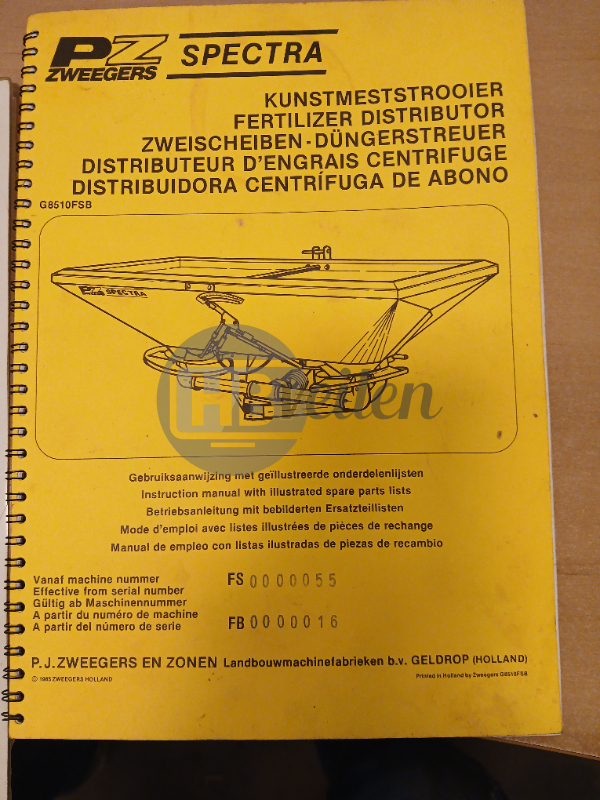 PZ
ZWEEGERS
SPECTRA
KUNSTMESTSTROOIER
FERTILIZER DISTRIBUTOR
ZWEISCHEIBEN-DÜNGERSTREUER
DISTRIBUTEUR D'ENGRAIS CENTRIFUGE
DISTRIBUIDORA CENTRÍFUGA DE ABONO
G8510FSB
PZ SPECTRA
Velten
Gebruiksaanwijzing met geïllustreerde onderdelenlijsten
Instruction manual with illustrated spare parts lists
Betriebsanleitung mit bebilderten Ersatzteillisten
Mode d'emploi avec listes illustrées de pièces de rechange
Manual de empleo con listas ilustradas de piezas de recambio
Vanaf machine nummer
Effective from serial number
Gültig ab Maschinennummer
A partir du numéro de machine
A partir del número de serie
FS 0000055
FB 0000016
P.J. ZWEEGERS EN ZONEN Landbouwmachinefabrieken b.v. GELDROP (HOLLAND)
© 1985 ZWEEGERS HOLLAND
Printed in Holland by Zweegers G8510FSB